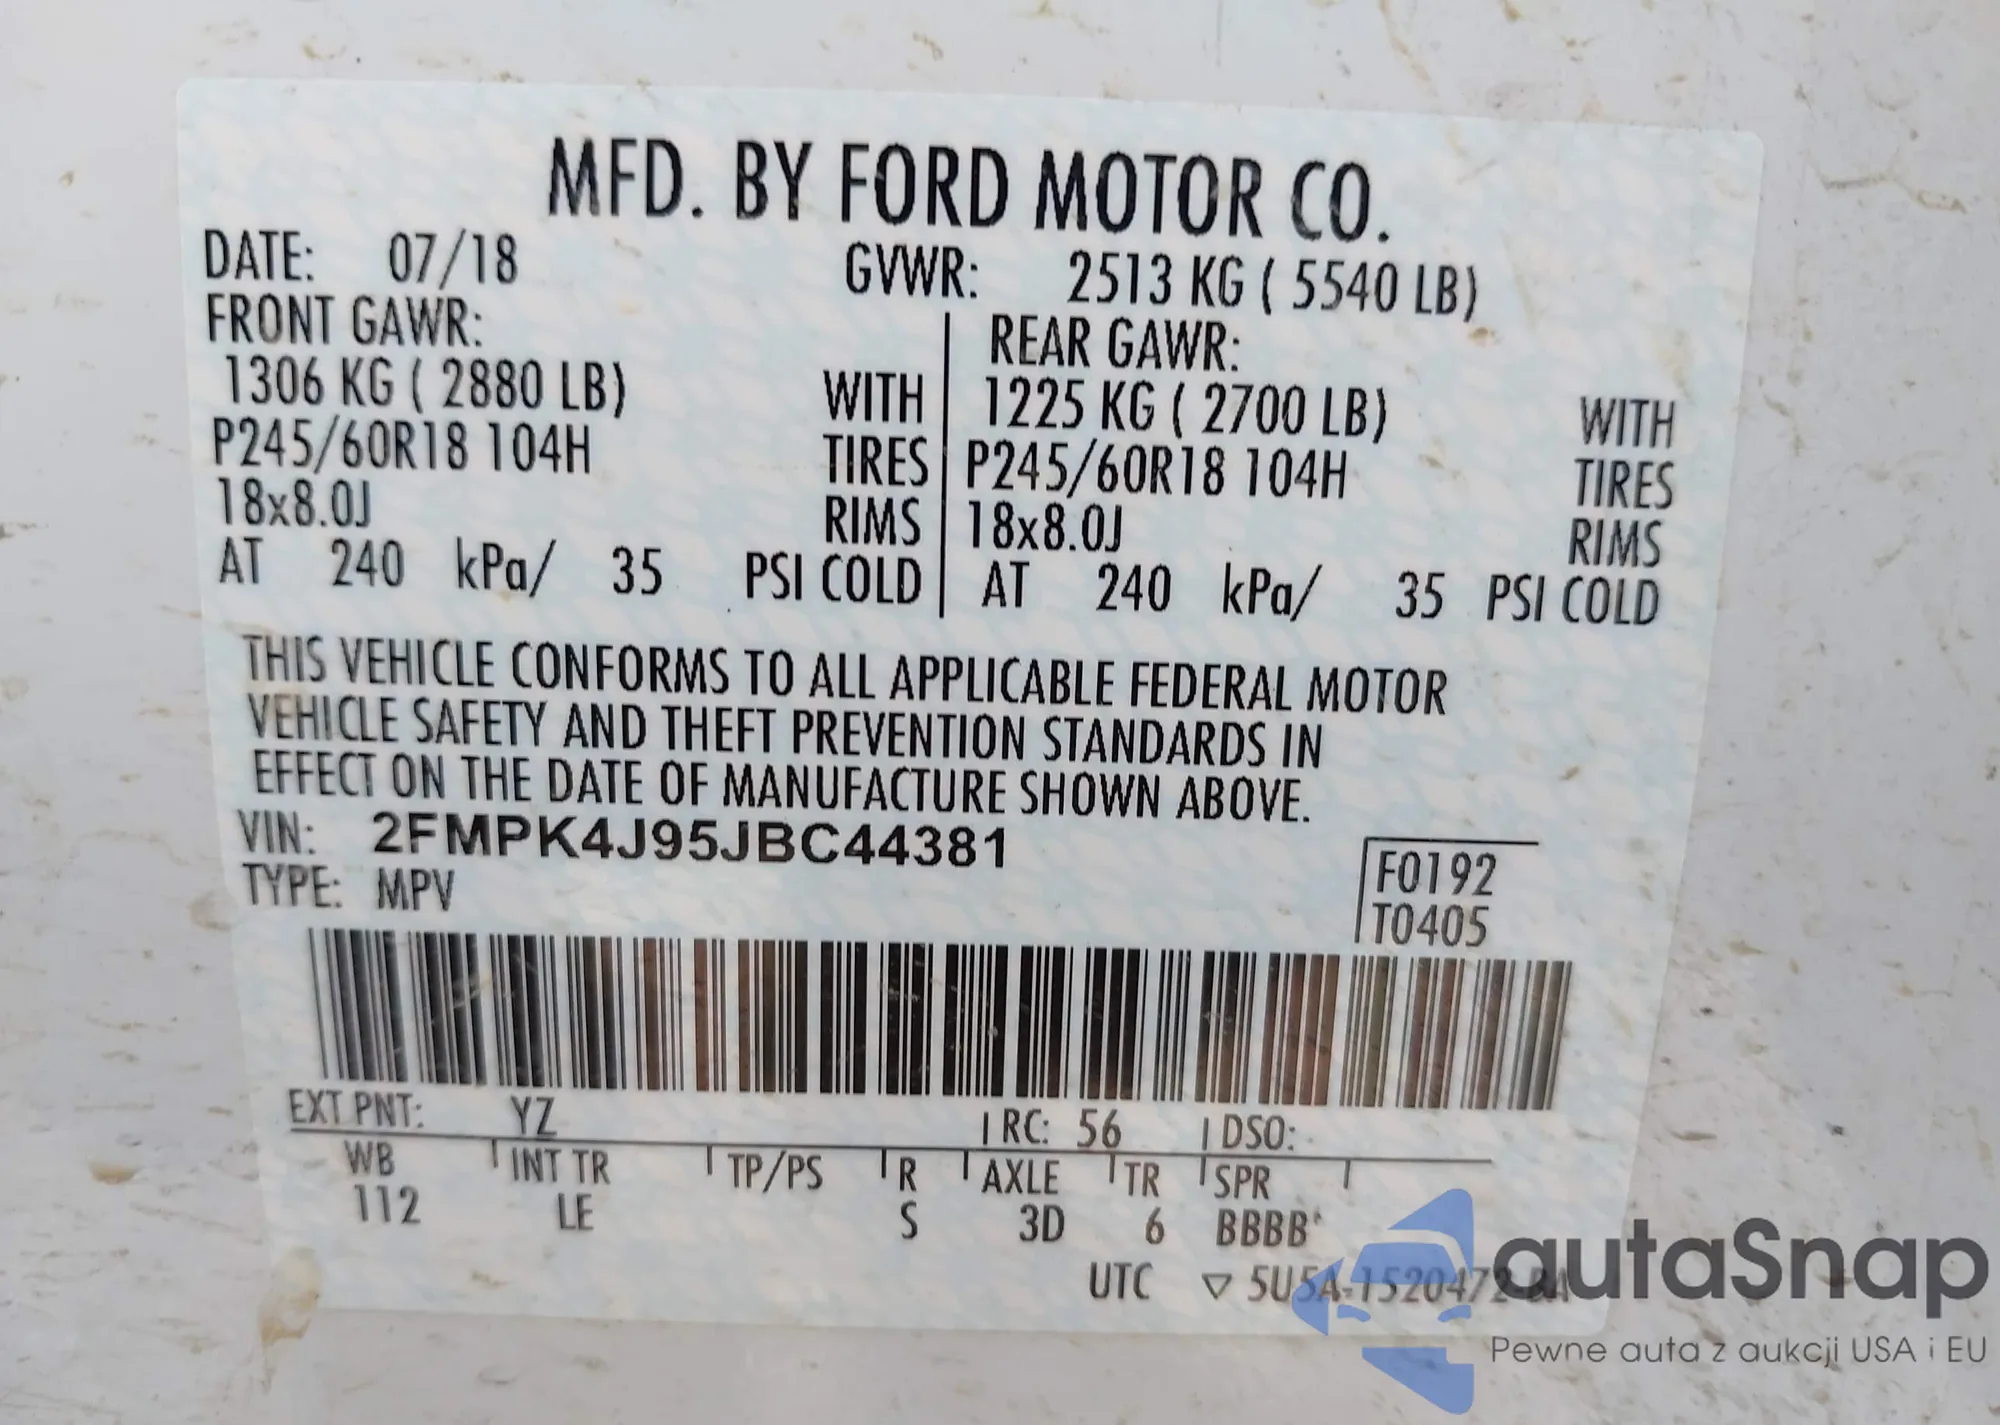 MFD. BY FORD MOTOR CO.
DATE: 07/18 GVWR: 2513 KG ( 5540 LB)
FRONT GAWR: REAR GAWR:
1306 KG ( 2880 LB) WITH 1225 KG ( 2700 LB) WITH
P245/60R18 104H TIRES P245/60R18 104H TIRES
18x8.0J RIMS 18x8.0J RIMS
AT 240 kPa/ 35 PSI COLD AT 240 kPa/ 35 PSI COLD
THIS VEHICLE CONFORMS TO ALL APPLICABLE FEDERAL MOTOR
VEHICLE SAFETY AND THEFT PREVENTION STANDARDS IN
EFFECT ON THE DATE OF MANUFACTURE SHOWN ABOVE.
VIN: 2FMPK4J95JBC44381
TYPE: MPV
F0192
T0405
EXT PNT: YZ RC: 56 DSO:
WB INT TR TP/PS R AXLE TR SPR
112 LE S 3D 6 BBBB
UTC ▽ 5U5A-1520472-BA
autaSnap
Pewne auta z aukcji USA i EU